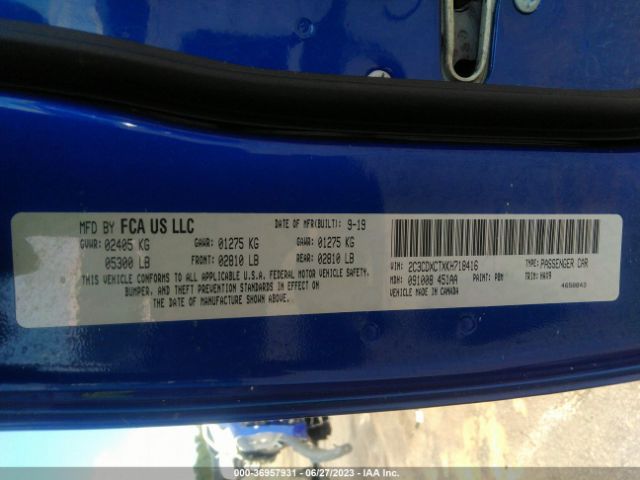 MFD BY FCA US LLC DATE OF MFR(BUILT): 9-19
GVWR: 02405 KG GAWR: 01275 KG GAWR: 01275 KG
05300 LB FRONT: 02810 LB REAR: 02810 LB
THIS VEHICLE CONFORMS TO ALL APPLICABLE U.S.A. FEDERAL MOTOR VEHICLE SAFETY,
BUMPER, AND THEFT PREVENTION STANDARDS IN EFFECT
ON THE DATE OF MANUFACTURE SHOWN ABOVE.
VIN: 2C3CDXCTXKH718416 TYPE: PASSENGER CAR
MDH: 091008 451AA PAINT: PBM TRIM: HAX9
VEHICLE MADE IN CANADA 4650843
000-36957931 - 06/27/2023 - IAA Inc.